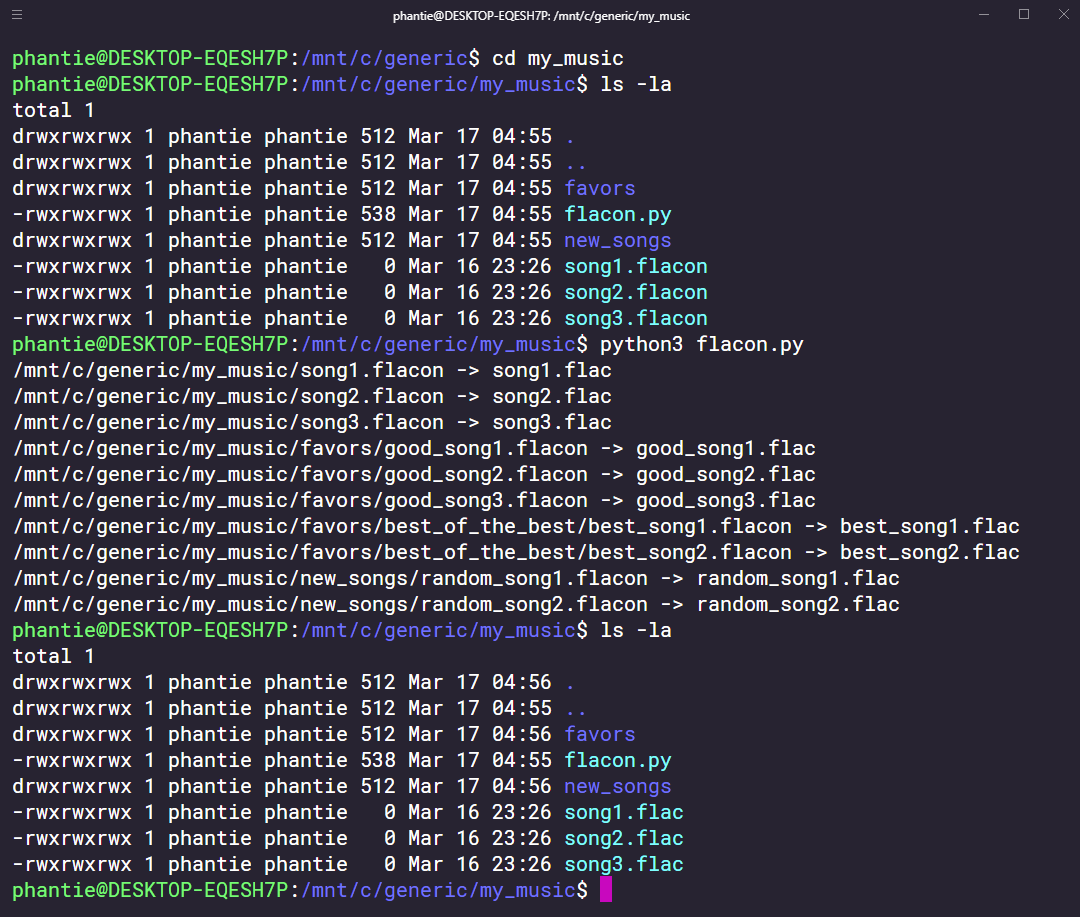 phantie@DESKTOP-EQESH7P: /mnt/c/generic/my_music
phantie@DESKTOP-EQESH7P:/mnt/c/generic$ cd my_music
phantie@DESKTOP-EQESH7P:/mnt/c/generic/my_music$ ls -la
total 1
drwxrwxrwx 1 phantie phantie 512 Mar 17 04:55 .
drwxrwxrwx 1 phantie phantie 512 Mar 17 04:55 ..
drwxrwxrwx 1 phantie phantie 512 Mar 17 04:55 favors
-rwxrwxrwx 1 phantie phantie 538 Mar 17 04:55 flacon.py
drwxrwxrwx 1 phantie phantie 512 Mar 17 04:55 new_songs
-rwxrwxrwx 1 phantie phantie   0 Mar 16 23:26 song1.flacon
-rwxrwxrwx 1 phantie phantie   0 Mar 16 23:26 song2.flacon
-rwxrwxrwx 1 phantie phantie   0 Mar 16 23:26 song3.flacon
phantie@DESKTOP-EQESH7P:/mnt/c/generic/my_music$ python3 flacon.py
/mnt/c/generic/my_music/song1.flacon -> song1.flac
/mnt/c/generic/my_music/song2.flacon -> song2.flac
/mnt/c/generic/my_music/song3.flacon -> song3.flac
/mnt/c/generic/my_music/favors/good_song1.flacon -> good_song1.flac
/mnt/c/generic/my_music/favors/good_song2.flacon -> good_song2.flac
/mnt/c/generic/my_music/favors/good_song3.flacon -> good_song3.flac
/mnt/c/generic/my_music/favors/best_of_the_best/best_song1.flacon -> best_song1.flac
/mnt/c/generic/my_music/favors/best_of_the_best/best_song2.flacon -> best_song2.flac
/mnt/c/generic/my_music/new_songs/random_song1.flacon -> random_song1.flac
/mnt/c/generic/my_music/new_songs/random_song2.flacon -> random_song2.flac
phantie@DESKTOP-EQESH7P:/mnt/c/generic/my_music$ ls -la
total 1
drwxrwxrwx 1 phantie phantie 512 Mar 17 04:56 .
drwxrwxrwx 1 phantie phantie 512 Mar 17 04:55 ..
drwxrwxrwx 1 phantie phantie 512 Mar 17 04:56 favors
-rwxrwxrwx 1 phantie phantie 538 Mar 17 04:55 flacon.py
drwxrwxrwx 1 phantie phantie 512 Mar 17 04:56 new_songs
-rwxrwxrwx 1 phantie phantie   0 Mar 16 23:26 song1.flac
-rwxrwxrwx 1 phantie phantie   0 Mar 16 23:26 song2.flac
-rwxrwxrwx 1 phantie phantie   0 Mar 16 23:26 song3.flac
phantie@DESKTOP-EQESH7P:/mnt/c/generic/my_music$